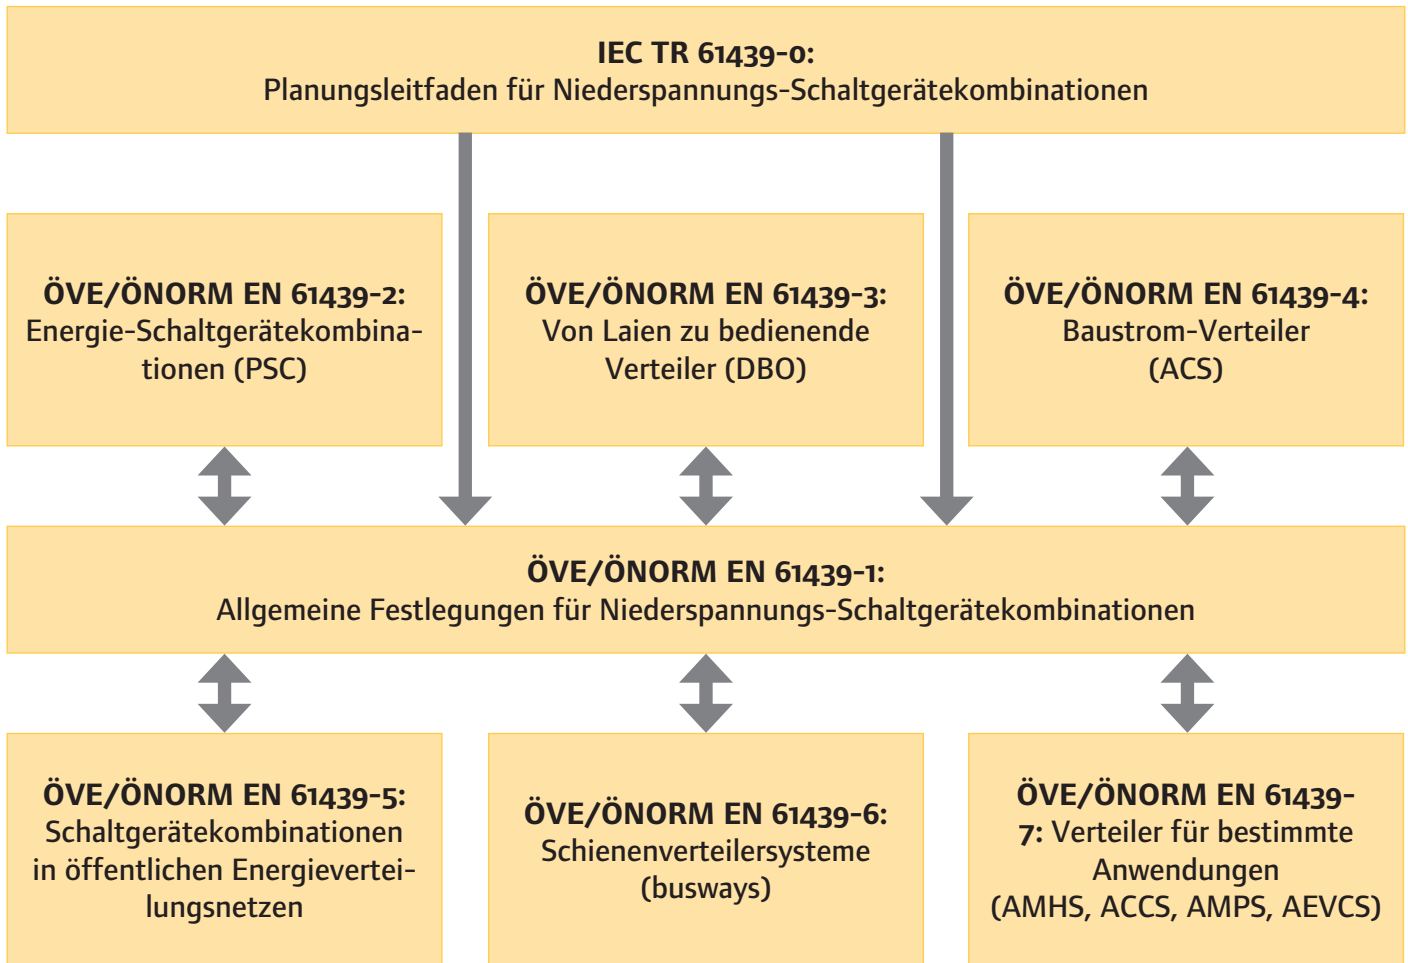 IEC TR 61439-0:
Planungsleitfaden für Niederspannungs-Schaltgerätekombinationen
ÖVE/ÖNORM EN 61439-2:
Energie-Schaltgerätekombina-
tionen (PSC)
ÖVE/ÖNORM EN 61439-3:
Von Laien zu bedienende
Verteiler (DBO)
ÖVE/ÖNORM EN 61439-4:
Baustrom-Verteiler
(ACS)
ÖVE/ÖNORM EN 61439-1:
Allgemeine Festlegungen für Niederspannungs-Schaltgerätekombinationen
ÖVE/ÖNORM EN 61439-5:
Schaltgerätekombinationen
in öffentlichen Energievertei-
lungsnetzen
ÖVE/ÖNORM EN 61439-6:
Schienenverteilersysteme
(busways)
ÖVE/ÖNORM EN 61439-
7: Verteiler für bestimmte
Anwendungen
(AMHS, ACCS, AMPS, AEVCS)